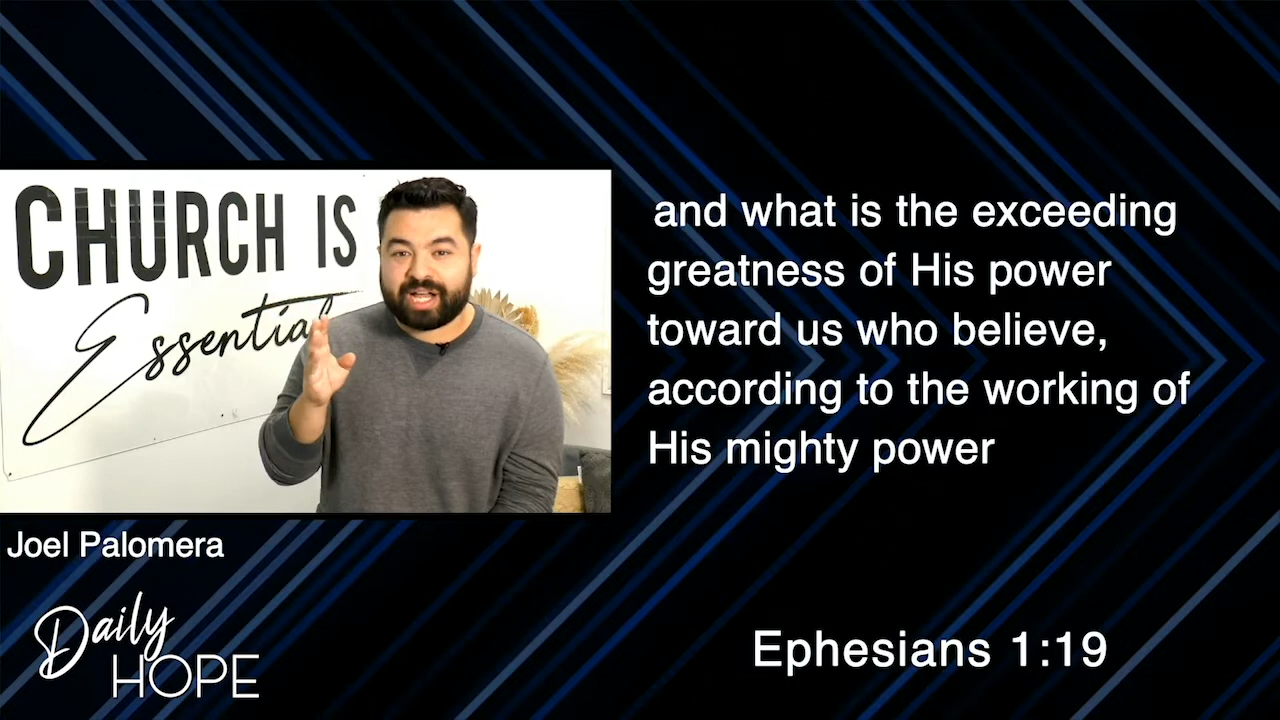 CHURCH IS
Essential
Joel Palomera
Daily
HOPE
and what is the exceeding
greatness of His power
toward us who believe,
according to the working of
His mighty power
Ephesians 1:19